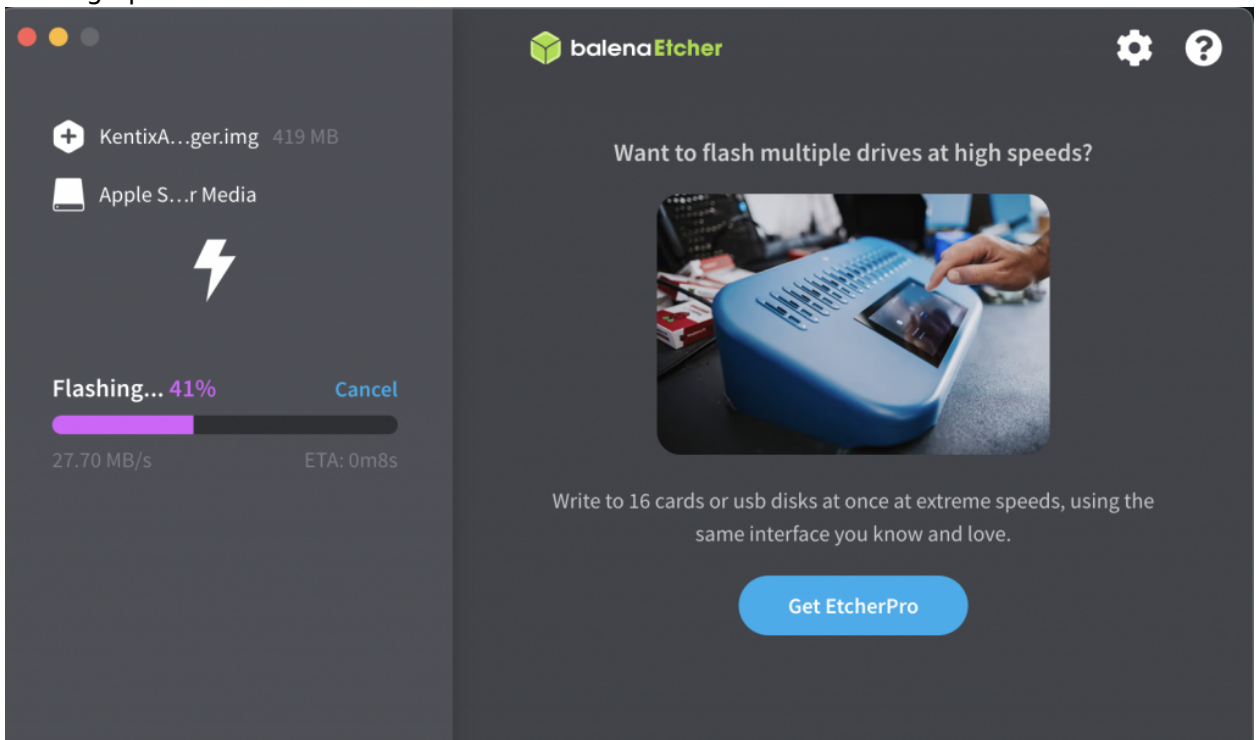 balenaEtcher
KentixA...ger.img 419 MB
Apple S...r Media
Flashing... 41% Cancel
27.70 MB/s ETA: 0m8s
Want to flash multiple drives at high speeds?
Write to 16 cards or usb disks at once at extreme speeds, using the
same interface you know and love.
Get EtcherPro